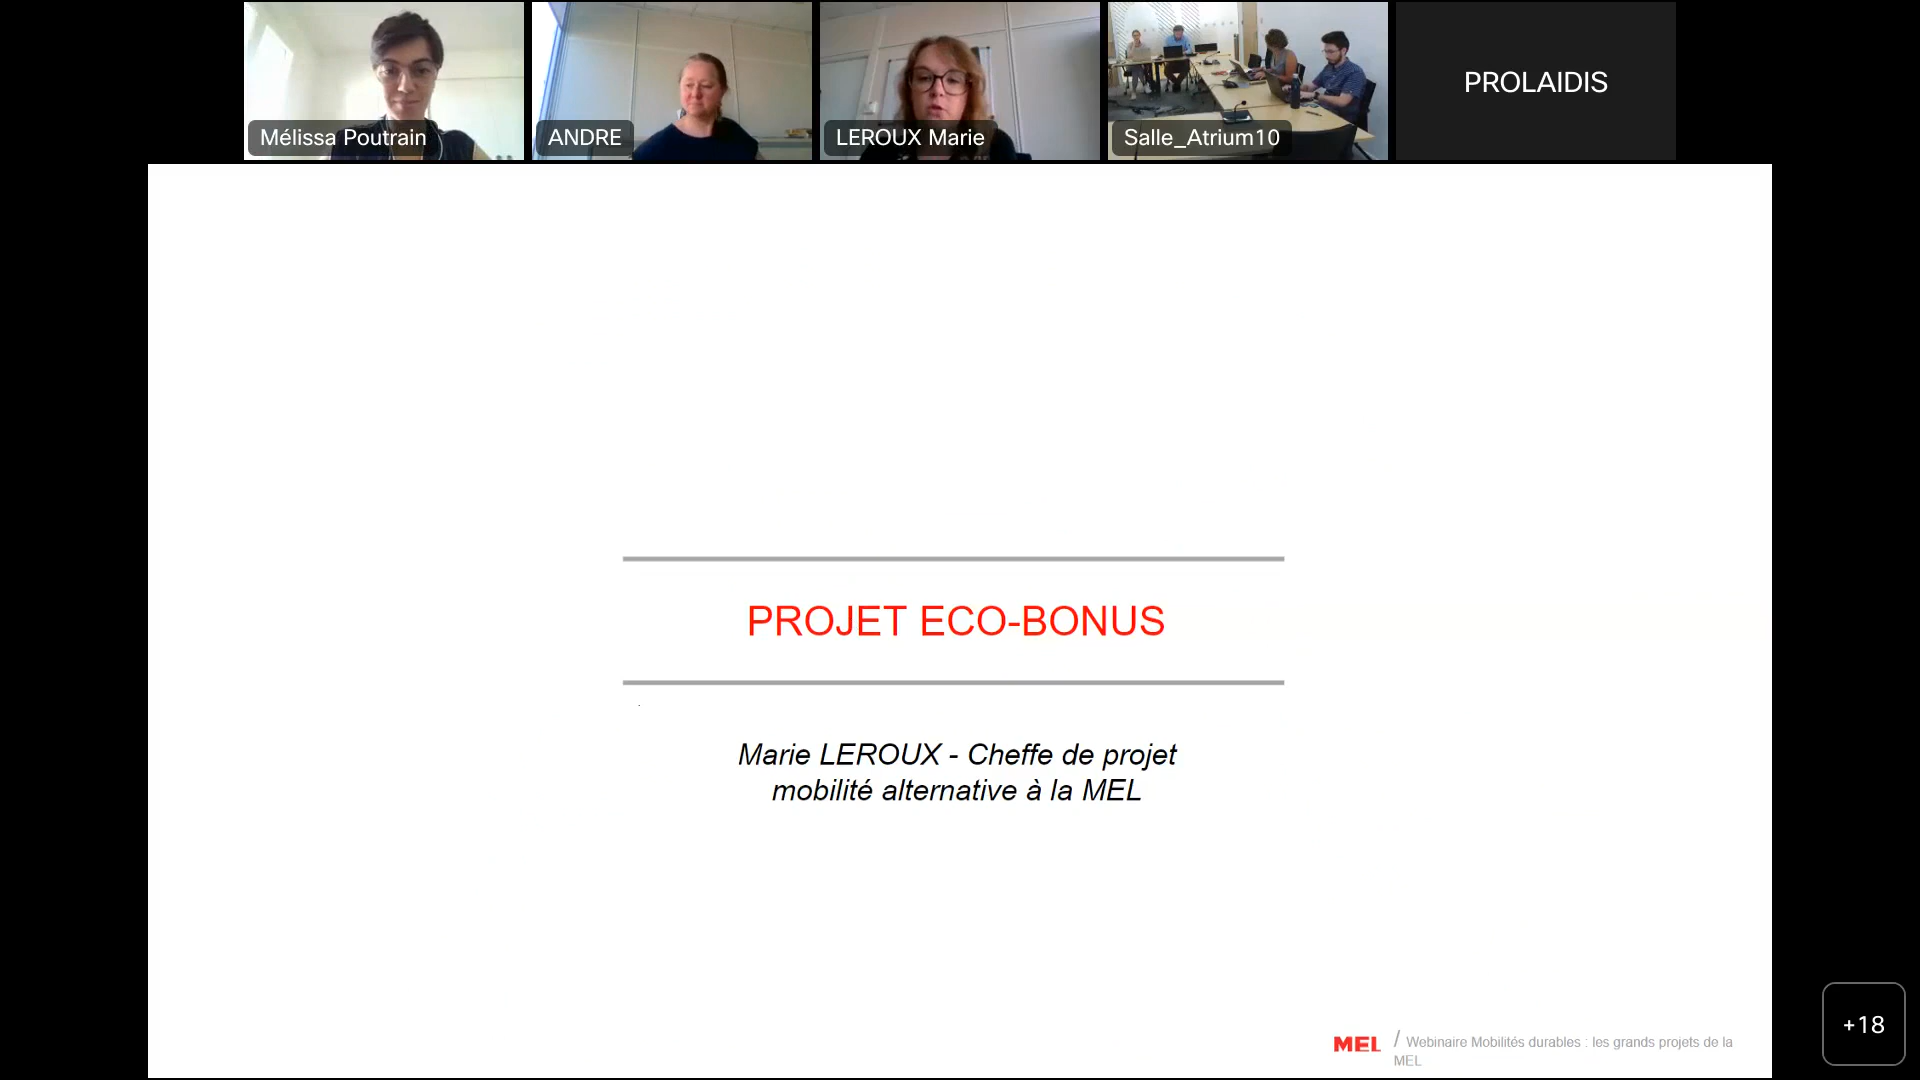 Mélissa Poutrain
ANDRE
LEROUX Marie
Salle_Atrium10
PROLAIDIS
PROJET ECO-BONUS
Marie LEROUX - Cheffe de projet
mobilité alternative à la MEL
MEL / Webinaire Mobilités durables : les grands projets de la
MEL
+18